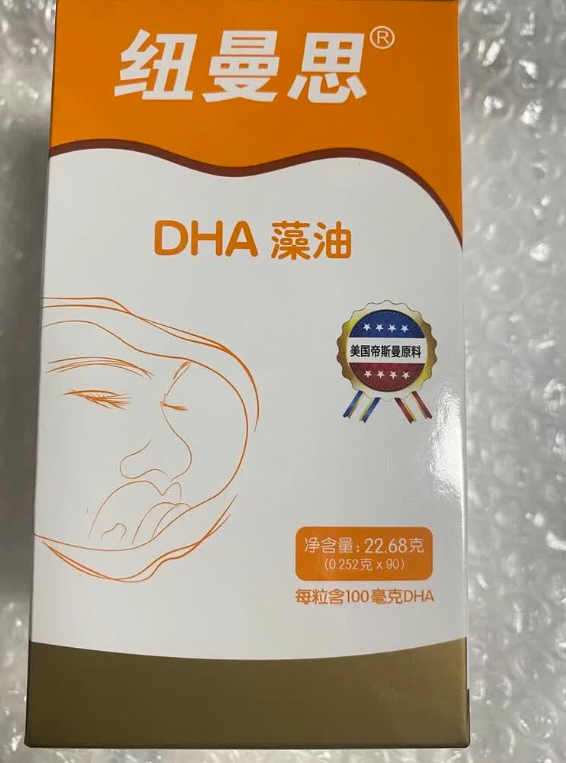 纽曼思®
DHA 藻油
美国帝斯曼原料
净含量：22.68克
(0.252克 x 90)
每粒含100毫克DHA